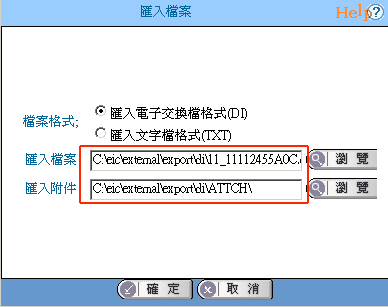 匯入檔案
Help?
檔案格式;
匯入電子交換檔格式(DI)
匯入文字檔格式(TXT)
匯入檔案 C:\eic\external\export\di\11_11112455A0C. 瀏覽
匯入附件 C:\eic\external\export\di\ATTCH\ 瀏覽
確定 取消